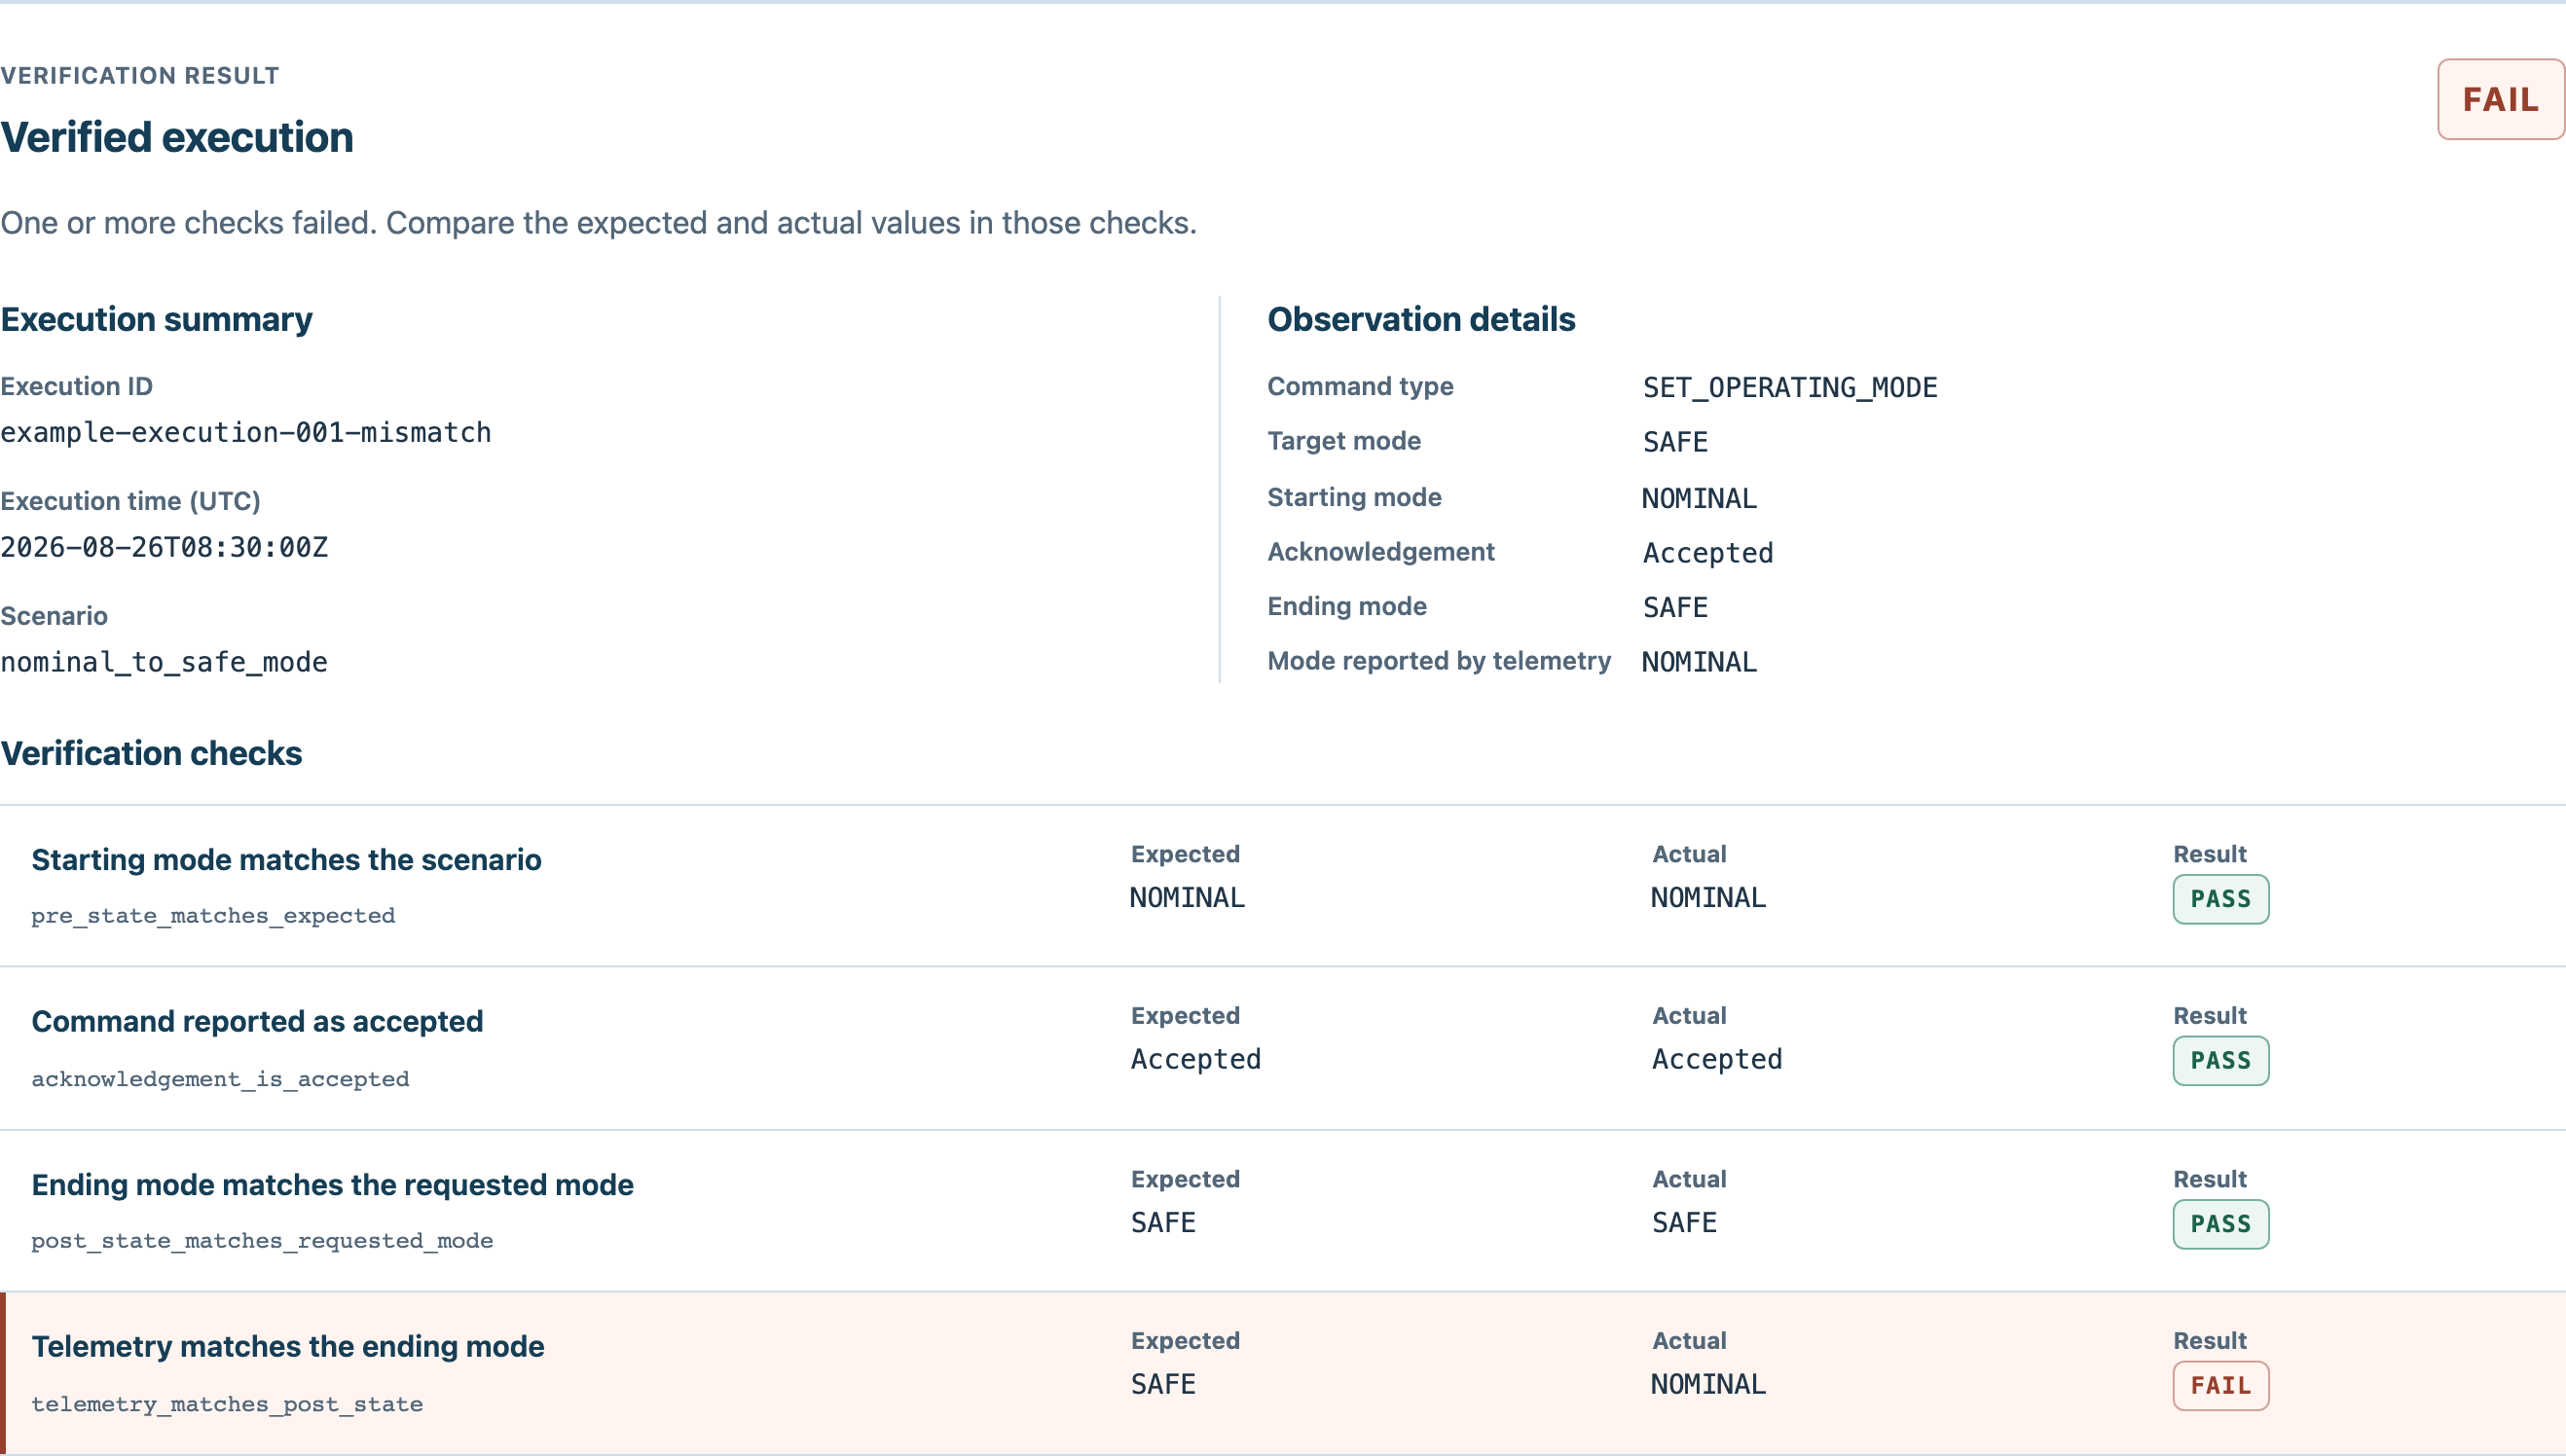 VERIFICATION RESULT
FAIL
Verified execution
One or more checks failed. Compare the expected and actual values in those checks.
Execution summary
Execution ID
example-execution-001-mismatch
Execution time (UTC)
2026-08-26T08:30:00Z
Scenario
nominal_to_safe_mode
Observation details
Command type SET_OPERATING_MODE
Target mode SAFE
Starting mode NOMINAL
Acknowledgement Accepted
Ending mode SAFE
Mode reported by telemetry NOMINAL
Verification checks
Starting mode matches the scenario
pre_state_matches_expected
Expected
NOMINAL
Actual
NOMINAL
Result
PASS
Command reported as accepted
acknowledgement_is_accepted
Expected
Accepted
Actual
Accepted
Result
PASS
Ending mode matches the requested mode
post_state_matches_requested_mode
Expected
SAFE
Actual
SAFE
Result
PASS
Telemetry matches the ending mode
telemetry_matches_post_state
Expected
SAFE
Actual
NOMINAL
Result
FAIL